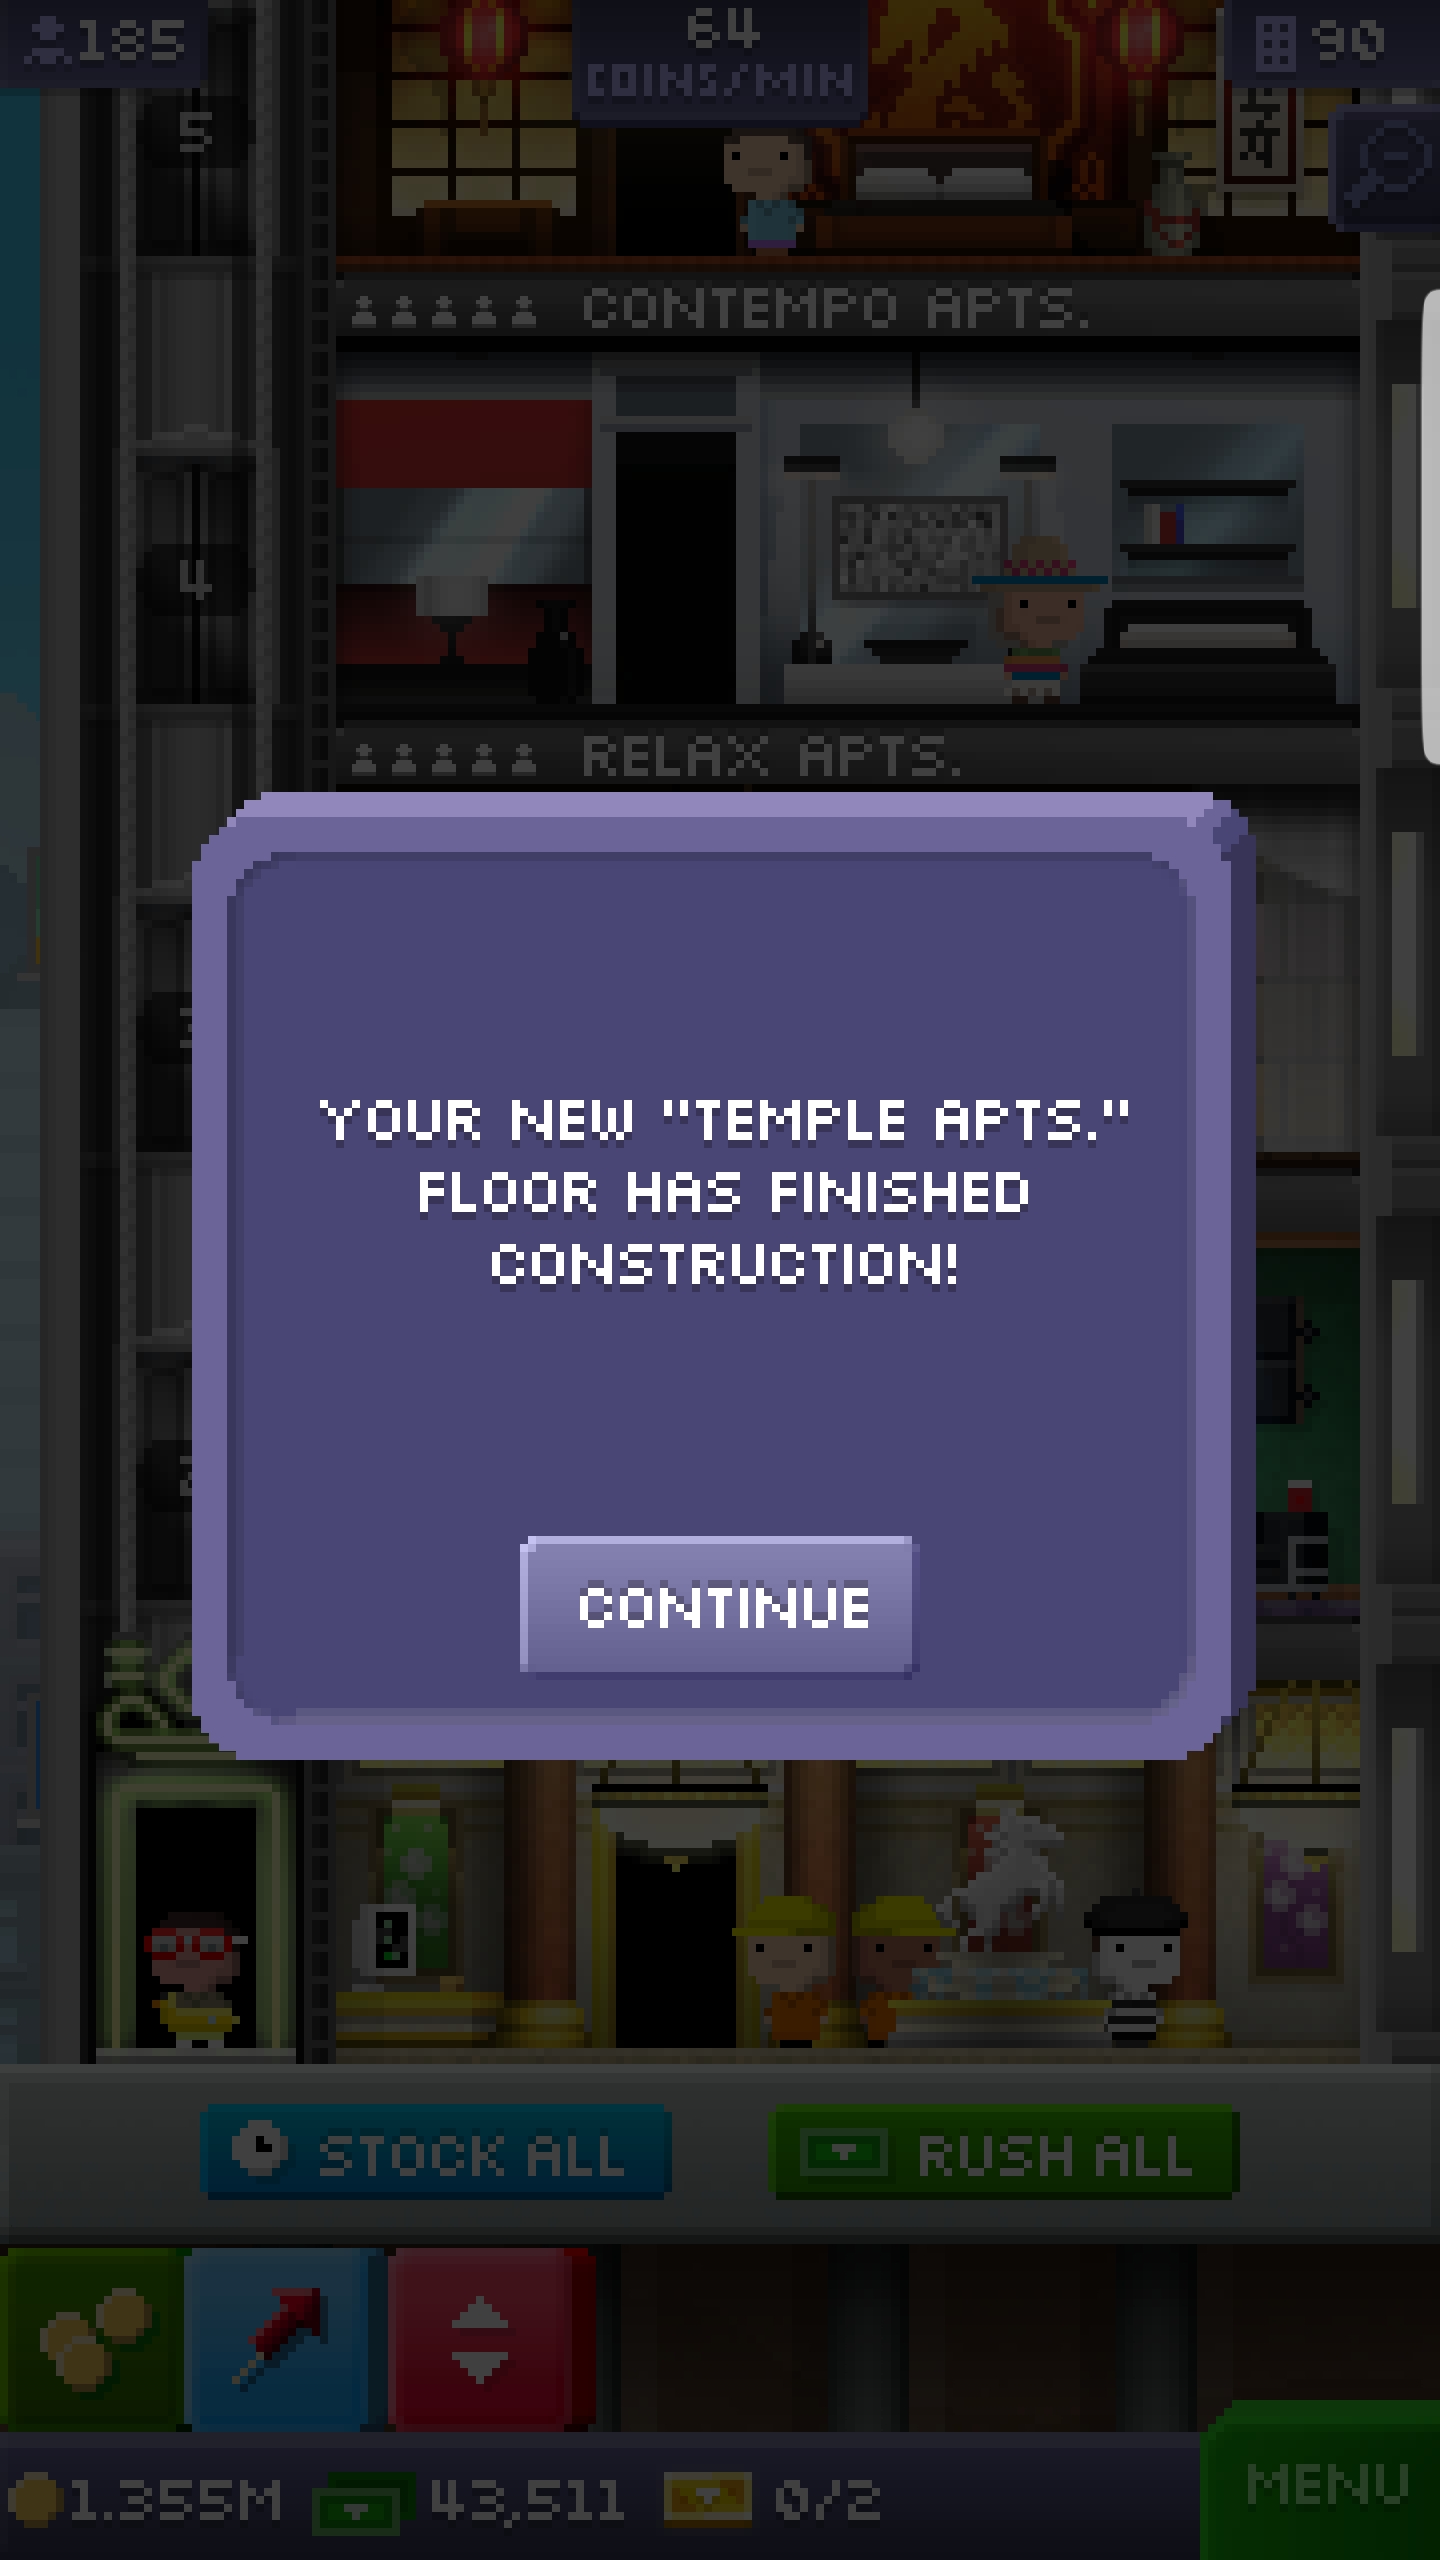 185
64
COINS/MIN
90
5
CONTEMPO APTS.
4
RELAX APTS.
YOUR NEW "TEMPLE APTS."
FLOOR HAS FINISHED
CONSTRUCTION!
CONTINUE
STOCK ALL
RUSH ALL
1.355M
43,511
0/2
MENU